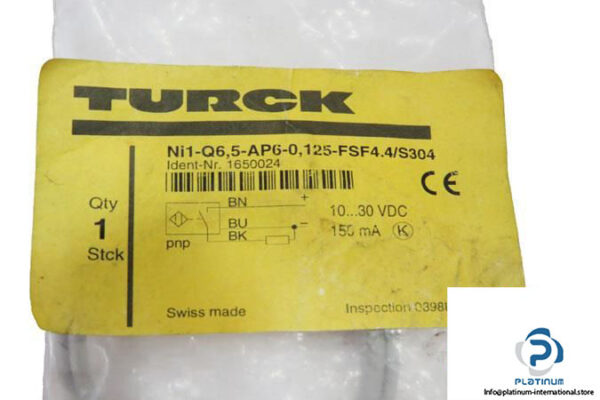 TURCK
Ni1-Q6,5-AP6-0,125-FSF4.4/S304
Ident-Nr. 1650024
CE
Qty
1
Stck
BN +
BU -
BK
pnp
10...30 VDC
150 mA K
Swiss made
Inspection
PLATINUM
Info@platinum-international.store